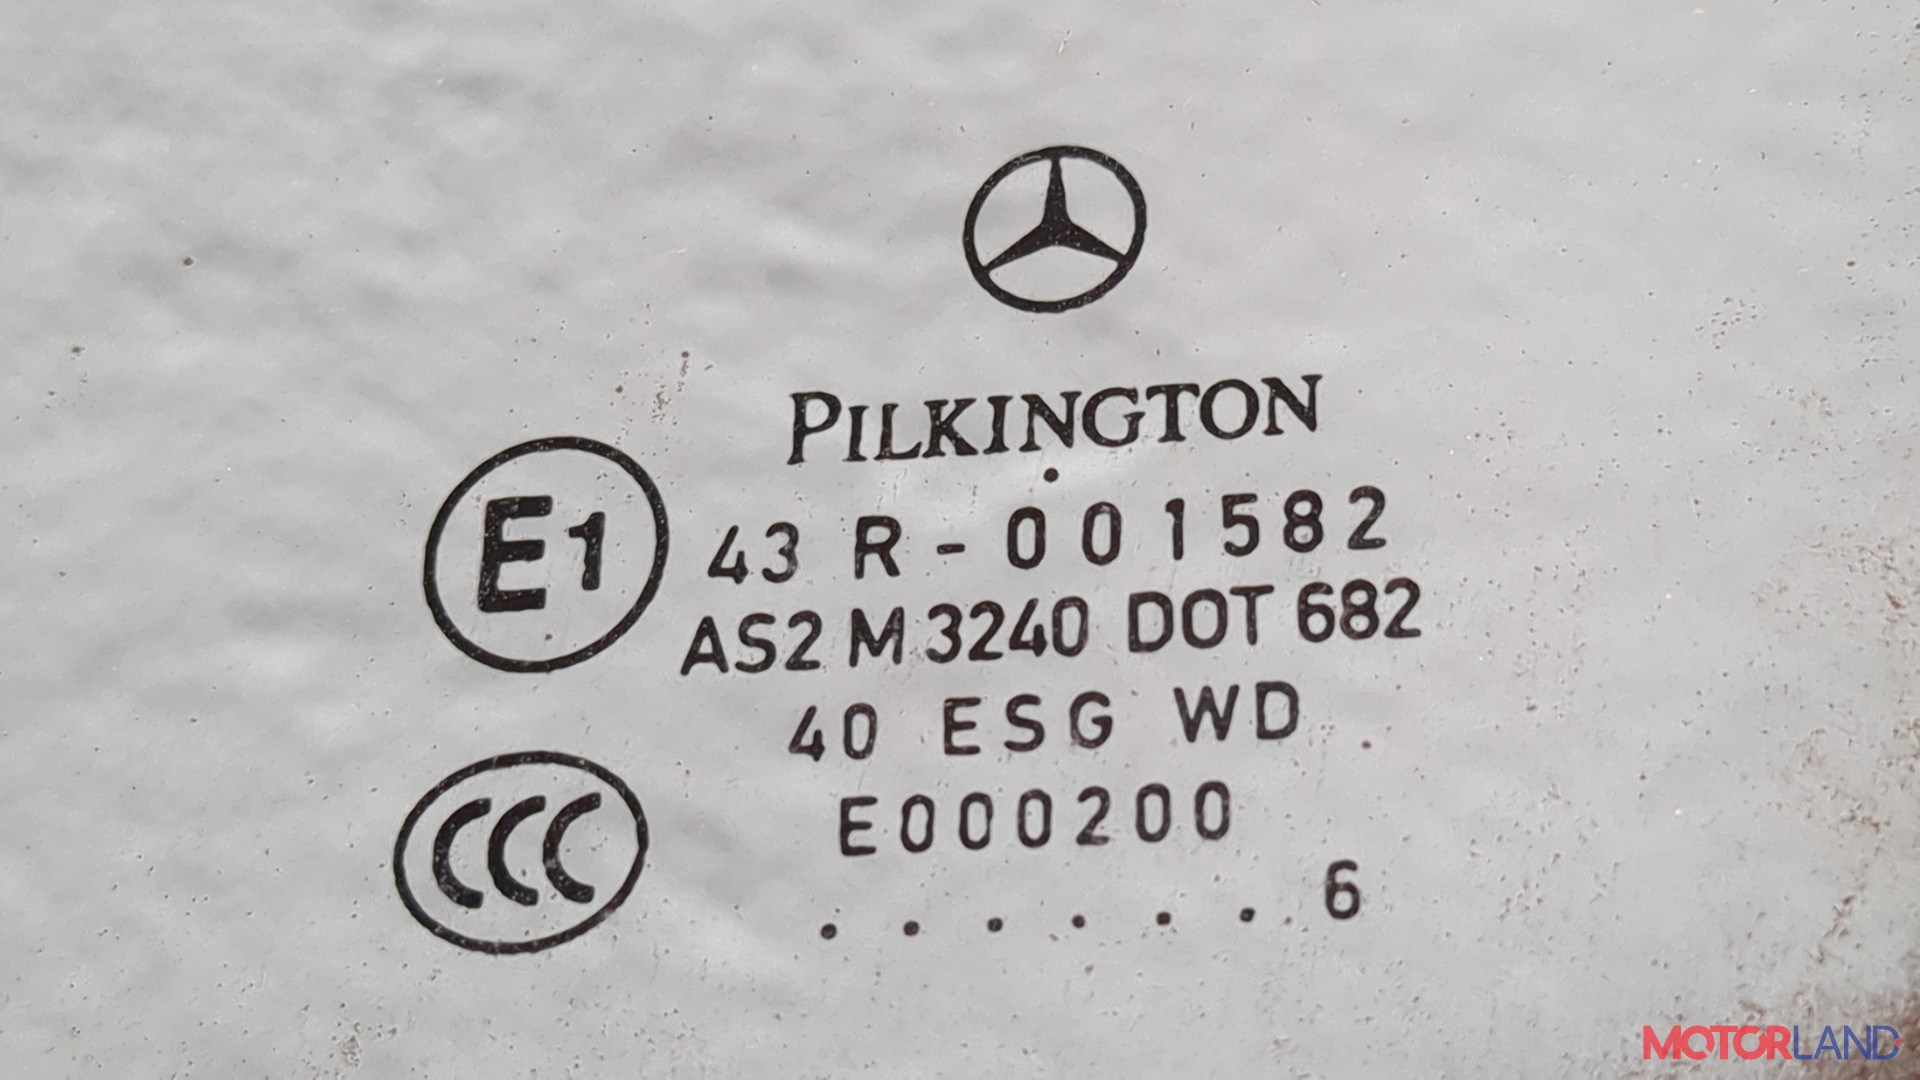 PILKINGTON
E1
43 R - 001582
AS2 M 3240 DOT 682
40 ESG WD
CCC
E000200
. . . . . . . . 6
MOTORLAND